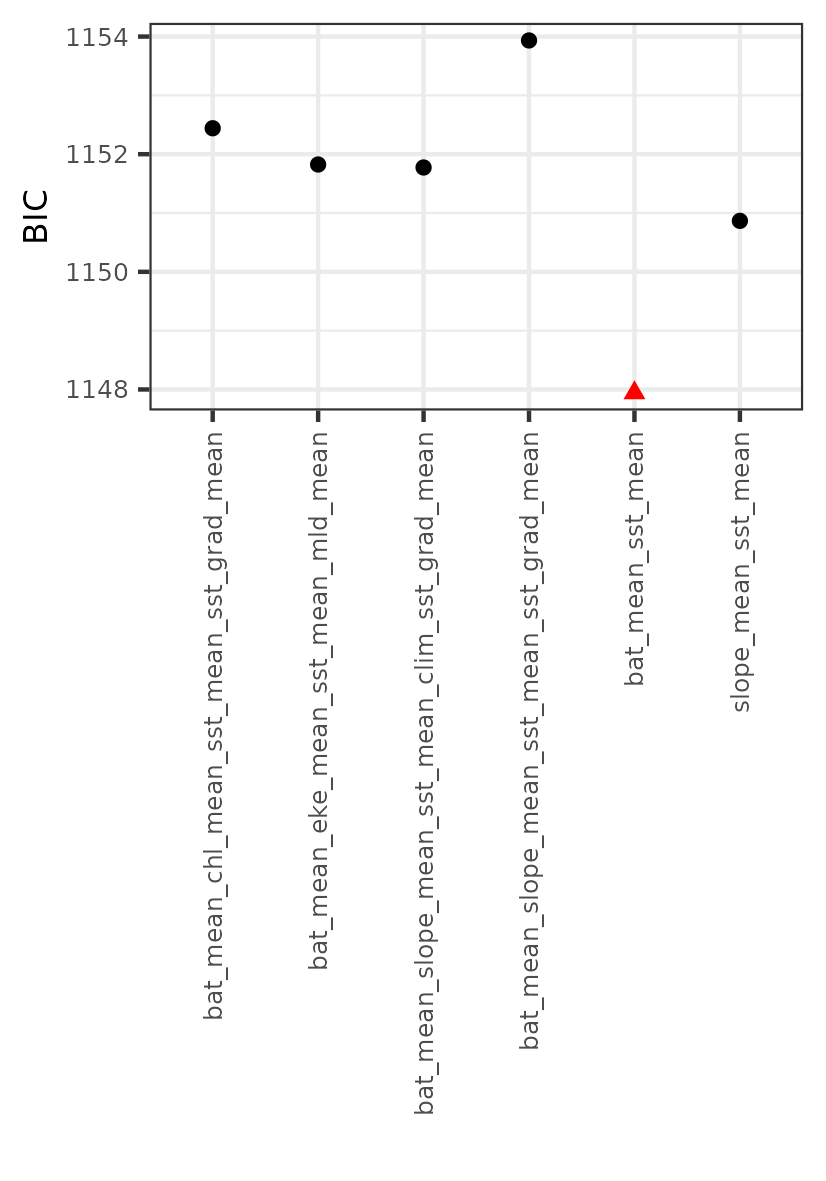 1154
1152
1150
1148
BIC
bat_mean_chl_mean_sst_mean_sst_grad_mean
bat_mean_eke_mean_sst_mean_mld_mean
bat_mean_slope_mean_sst_mean_clim_sst_grad_mean
bat_mean_slope_mean_sst_mean_sst_grad_mean
bat_mean_sst_mean
slope_mean_sst_mean